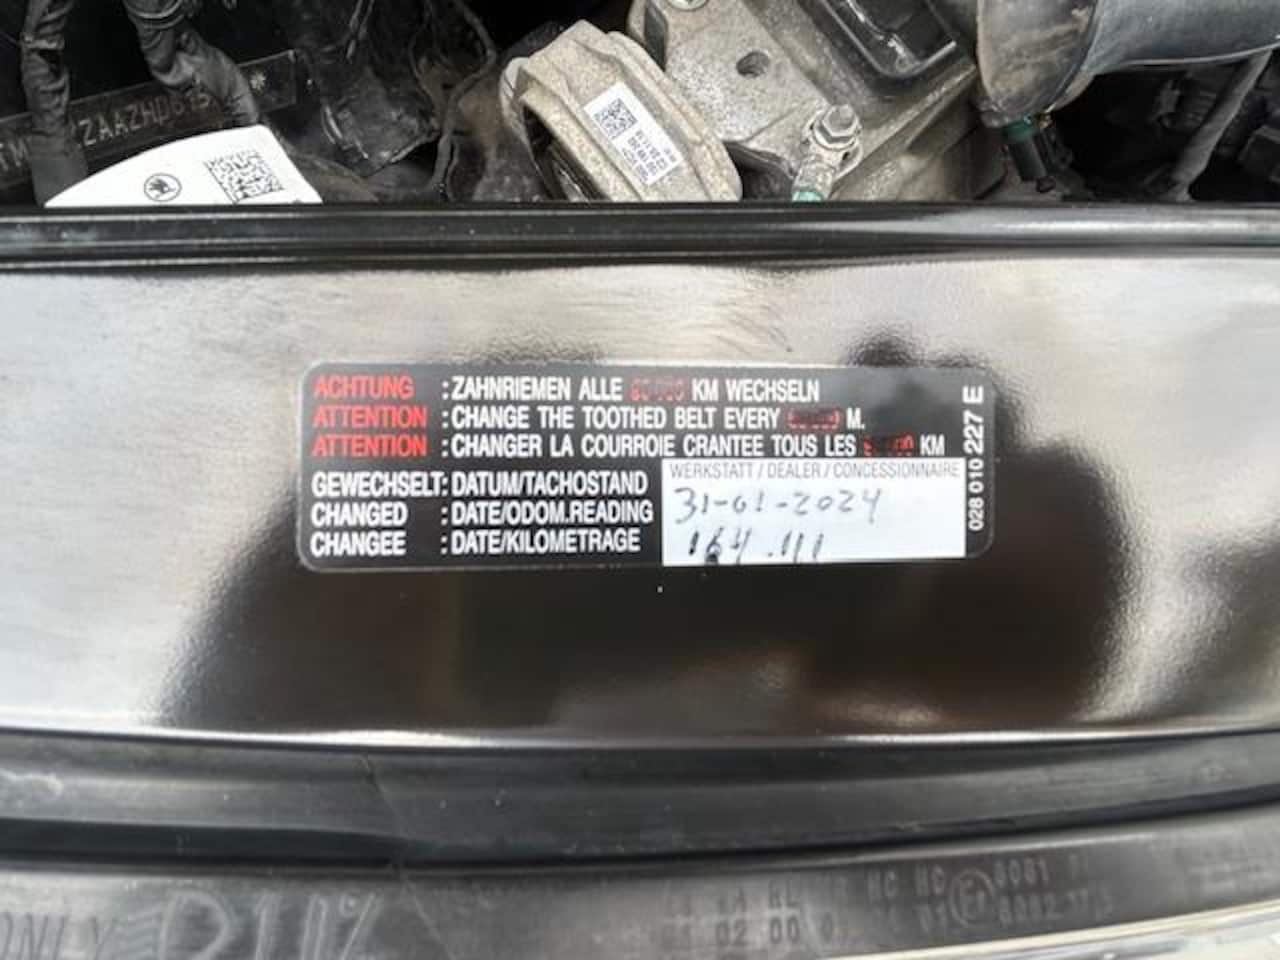 ZAAZHD615
ACHTUNG : ZAHNRIEMEN ALLE KM WECHSELN
ATTENTION : CHANGE THE TOOTHED BELT EVERY M.
ATTENTION : CHANGER LA COURROIE CRANTEE TOUS LES KM
GEWECHSELT: DATUM/TACHOSTAND
CHANGED : DATE/ODOM.READING
CHANGEE : DATE/KILOMETRAGE
WERKSTATT / DEALER / CONCESSIONNAIRE
31-01-2024
164.111
028 010 227 E
ONLY